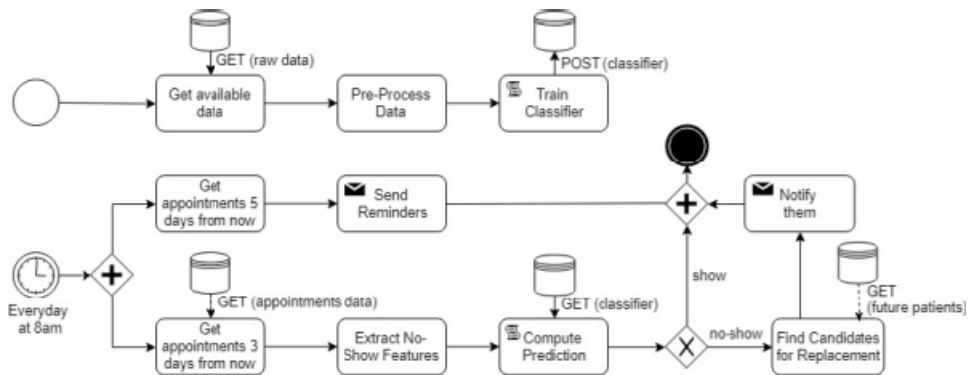 GET (raw data)
POST (classifier)
Get available
data
Pre-Process
Data
Train
Classifier
Get
appointments 5
days from now
Send
Reminders
Notify
them
Everyday
at 8am
GET (appointments data)
GET (classifier)
show
GET
(future patients)
Get
appointments 3
days from now
Extract No-
Show Features
Compute
Prediction
no-show
Find Candidates
for Replacement